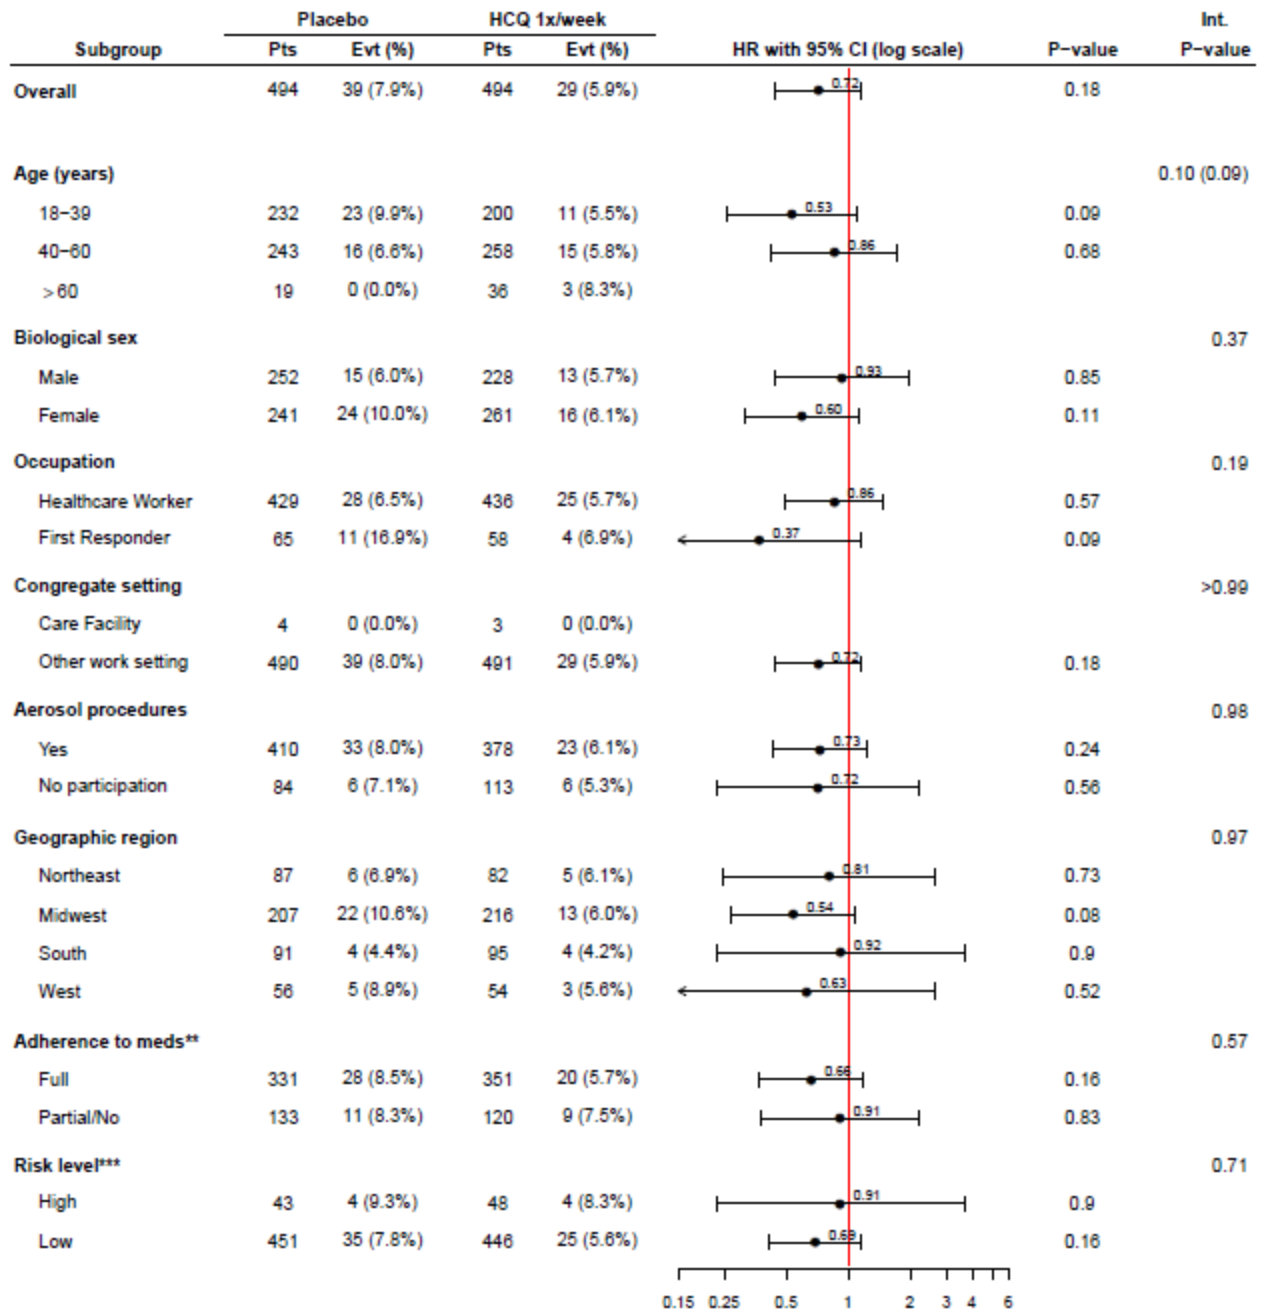 Placebo HCQ 1x/week Int.
Subgroup Pts Evt (%) Pts Evt (%) HR with 95% CI (log scale) P−value P−value
Overall 494 39 (7.9%) 494 29 (5.9%) 0.72 0.18
Age (years) 0.10 (0.09)
18−39 232 23 (9.9%) 200 11 (5.5%) 0.53 0.09
40−60 243 16 (6.6%) 258 15 (5.8%) 0.86 0.68
>60 19 0 (0.0%) 36 3 (8.3%)
Biological sex 0.37
Male 252 15 (6.0%) 228 13 (5.7%) 0.93 0.85
Female 241 24 (10.0%) 261 16 (6.1%) 0.60 0.11
Occupation 0.19
Healthcare Worker 429 28 (6.5%) 436 25 (5.7%) 0.86 0.57
First Responder 65 11 (16.9%) 58 4 (6.9%) 0.37 0.09
Congregate setting >0.99
Care Facility 4 0 (0.0%) 3 0 (0.0%)
Other work setting 490 39 (8.0%) 491 29 (5.9%) 0.72 0.18
Aerosol procedures 0.98
Yes 410 33 (8.0%) 378 23 (6.1%) 0.73 0.24
No participation 84 6 (7.1%) 113 6 (5.3%) 0.72 0.56
Geographic region 0.97
Northeast 87 6 (6.9%) 82 5 (6.1%) 0.81 0.73
Midwest 207 22 (10.6%) 216 13 (6.0%) 0.54 0.08
South 91 4 (4.4%) 95 4 (4.2%) 0.92 0.9
West 56 5 (8.9%) 54 3 (5.6%) 0.63 0.52
Adherence to meds** 0.57
Full 331 28 (8.5%) 351 20 (5.7%) 0.66 0.16
Partial/No 133 11 (8.3%) 120 9 (7.5%) 0.91 0.83
Risk level*** 0.71
High 43 4 (9.3%) 48 4 (8.3%) 0.91 0.9
Low 451 35 (7.8%) 446 25 (5.6%) 0.69 0.16
0.15 0.25 0.5 1 2 3 4 6